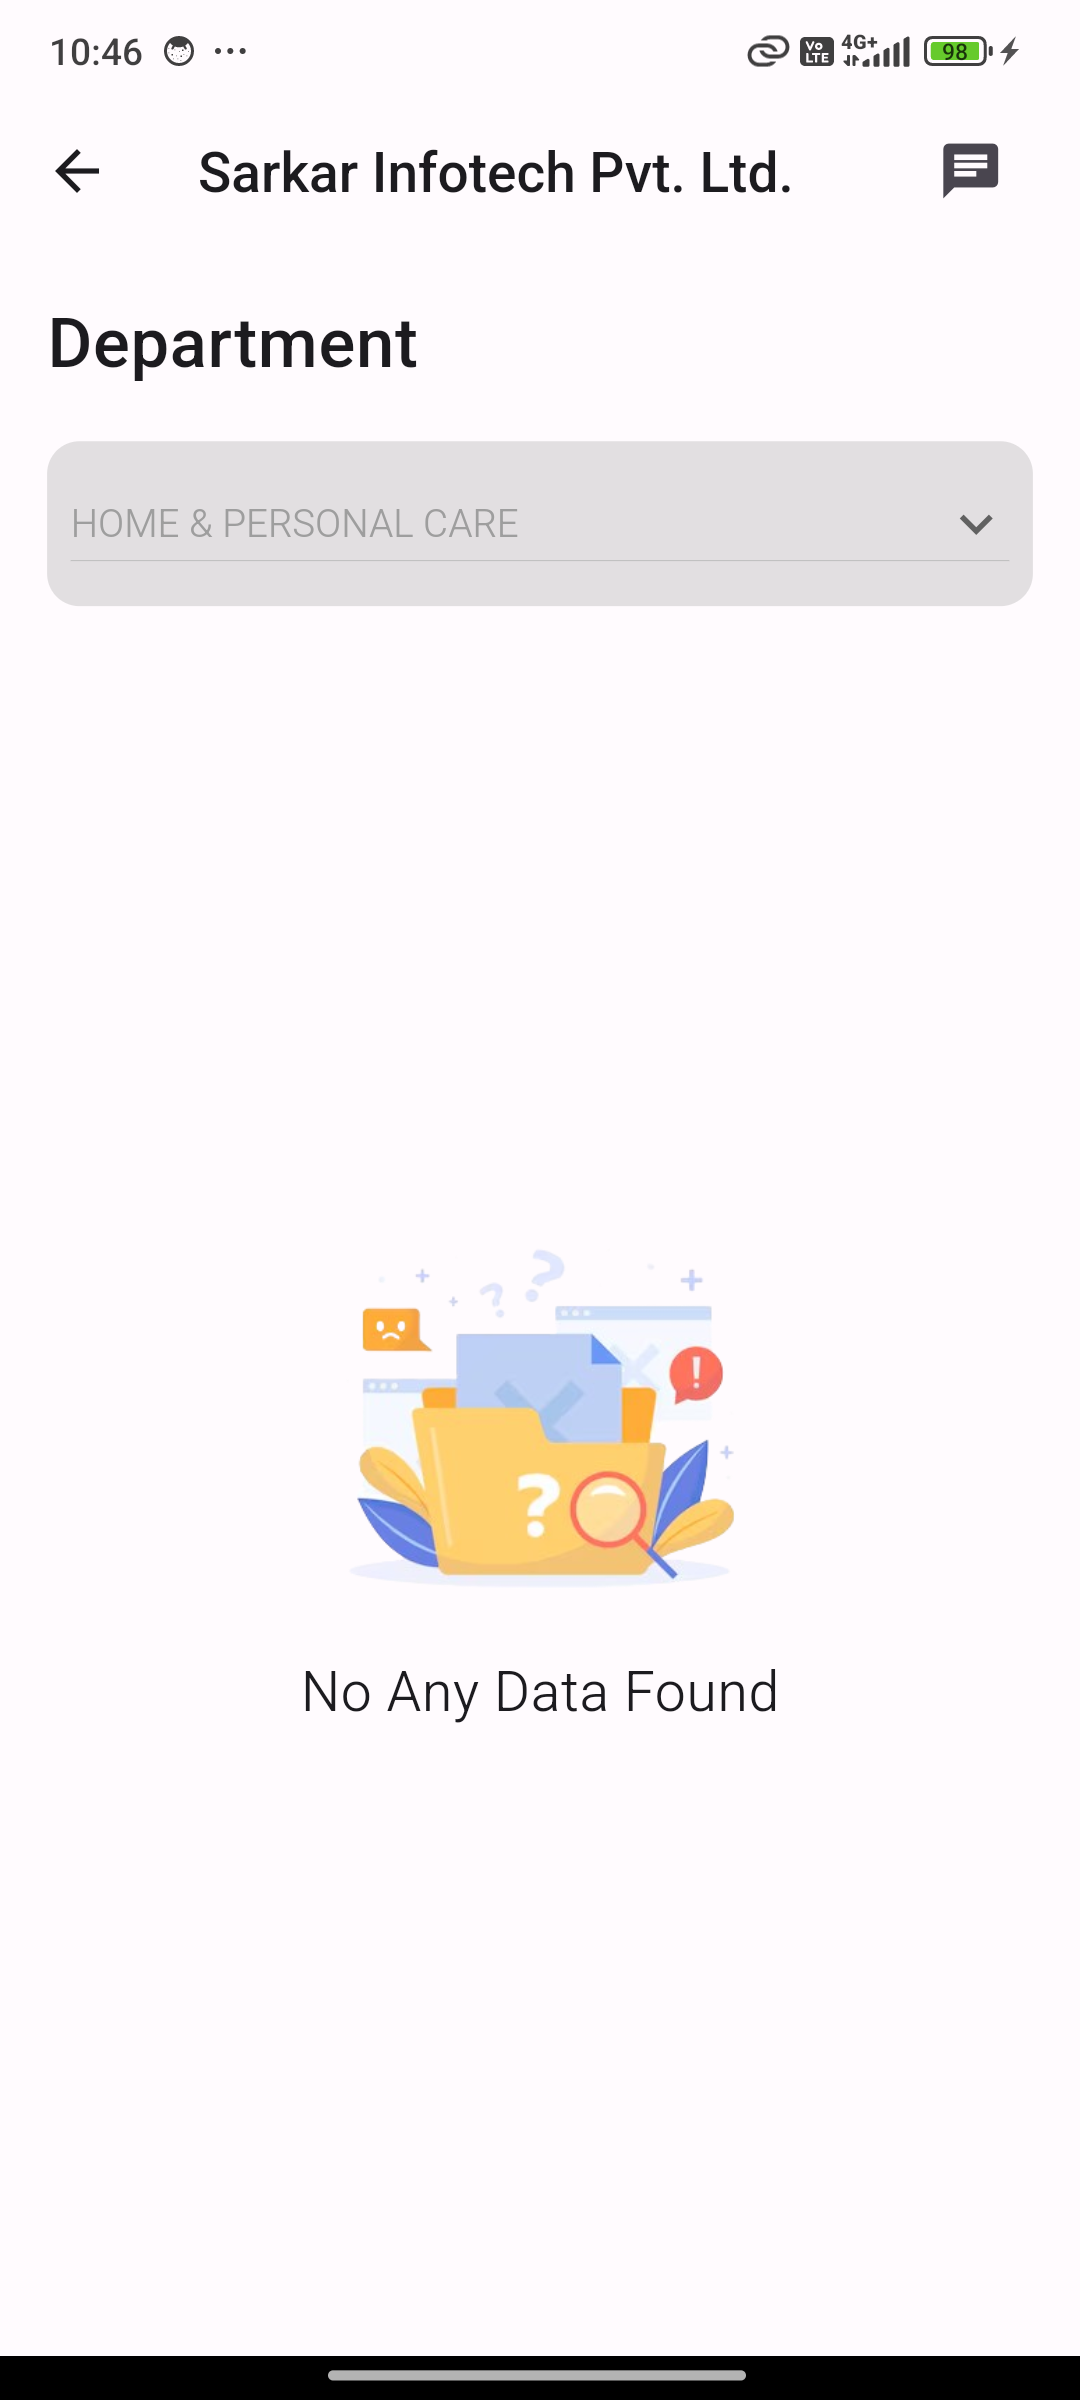 10:46
Vo LTE 4G+ 98
Sarkar Infotech Pvt. Ltd.
Department
HOME & PERSONAL CARE
? ?
!
?
No Any Data Found